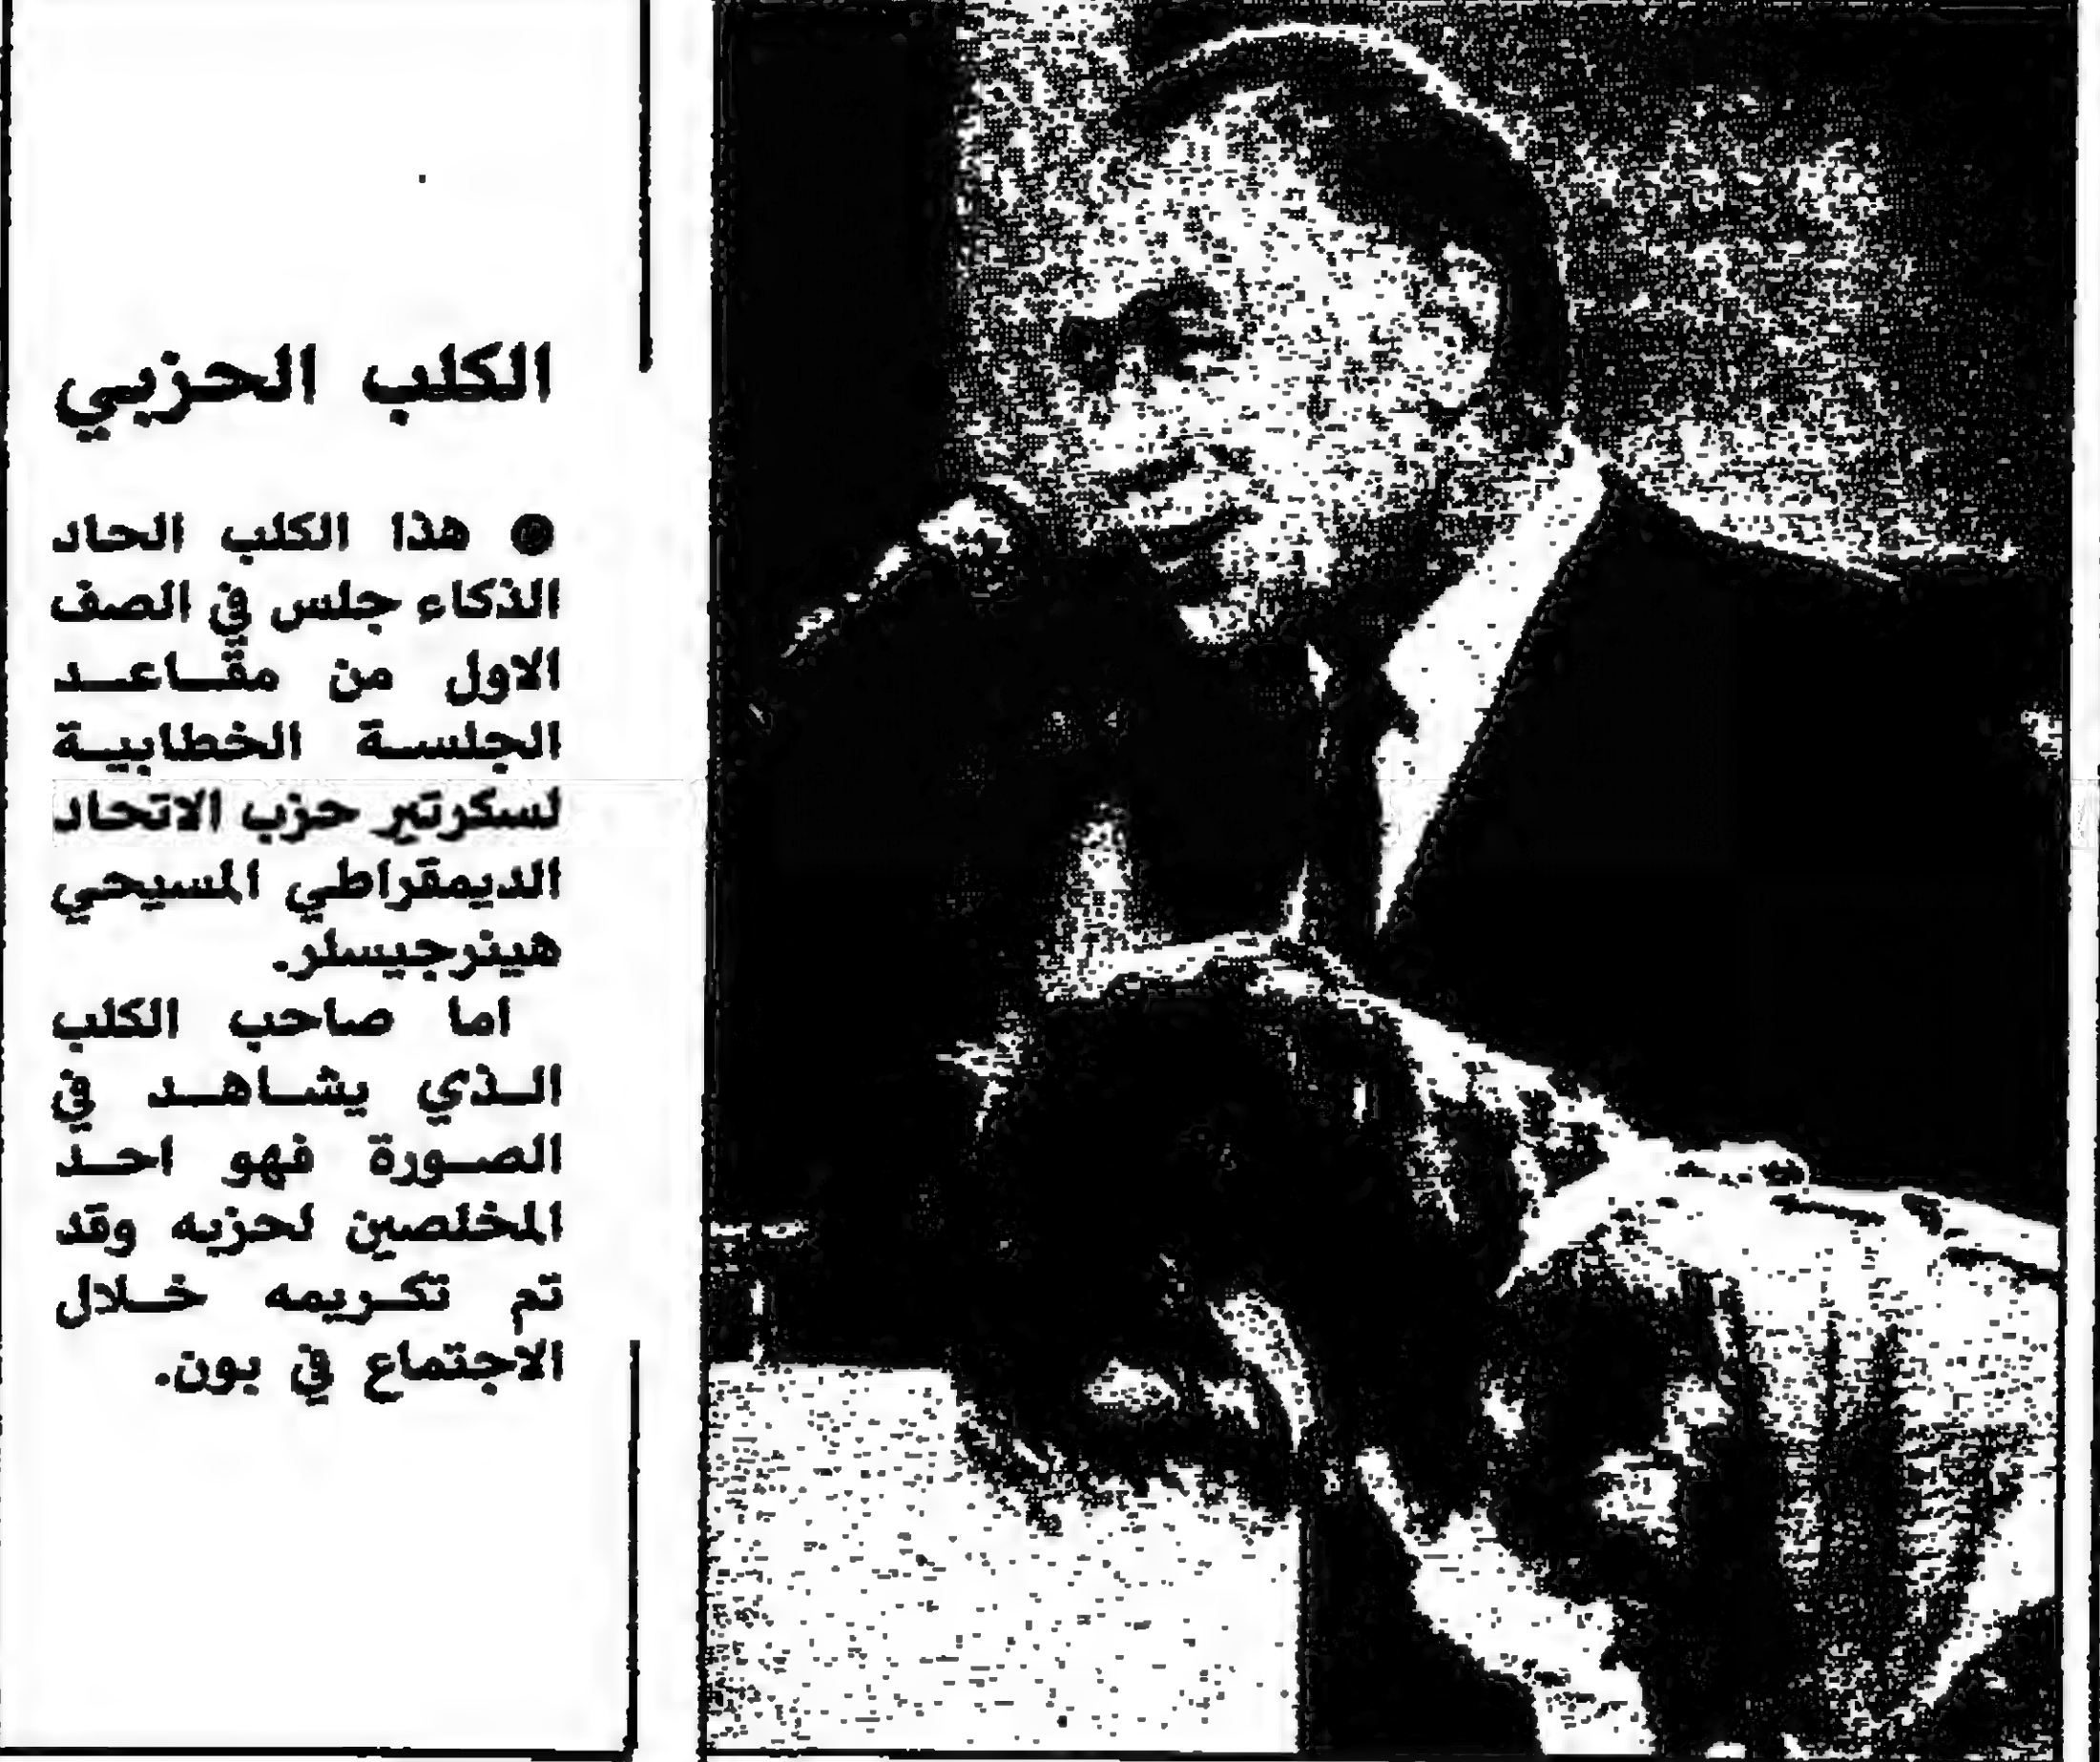 الكلب الحزبي
● هذا الكلب الحاد
الذكاء جلس في الصف
الاول من مقاعد
الجلسة الخطابية
لسكرتير حزب الاتحاد
الديمقراطي المسيحي
هينرجيسلر.
اما صاحب الكلب
الذي يشاهد في
الصورة فهو احد
المخلصين لحزبه وقد
تم تكريمه خلال
الاجتماع في بون.